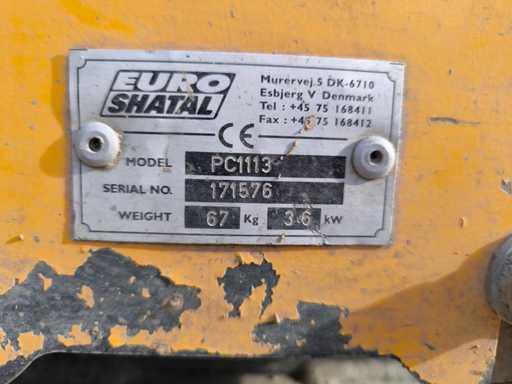 EURO
SHATAL
Murervej.5 DK-6710
Esbjerg V Denmark
Tel : +45 75 168411
Fax : +45 75 168412
CE
MODEL PC1113
SERIAL NO. 171576
WEIGHT 67 Kg 3.6 kW